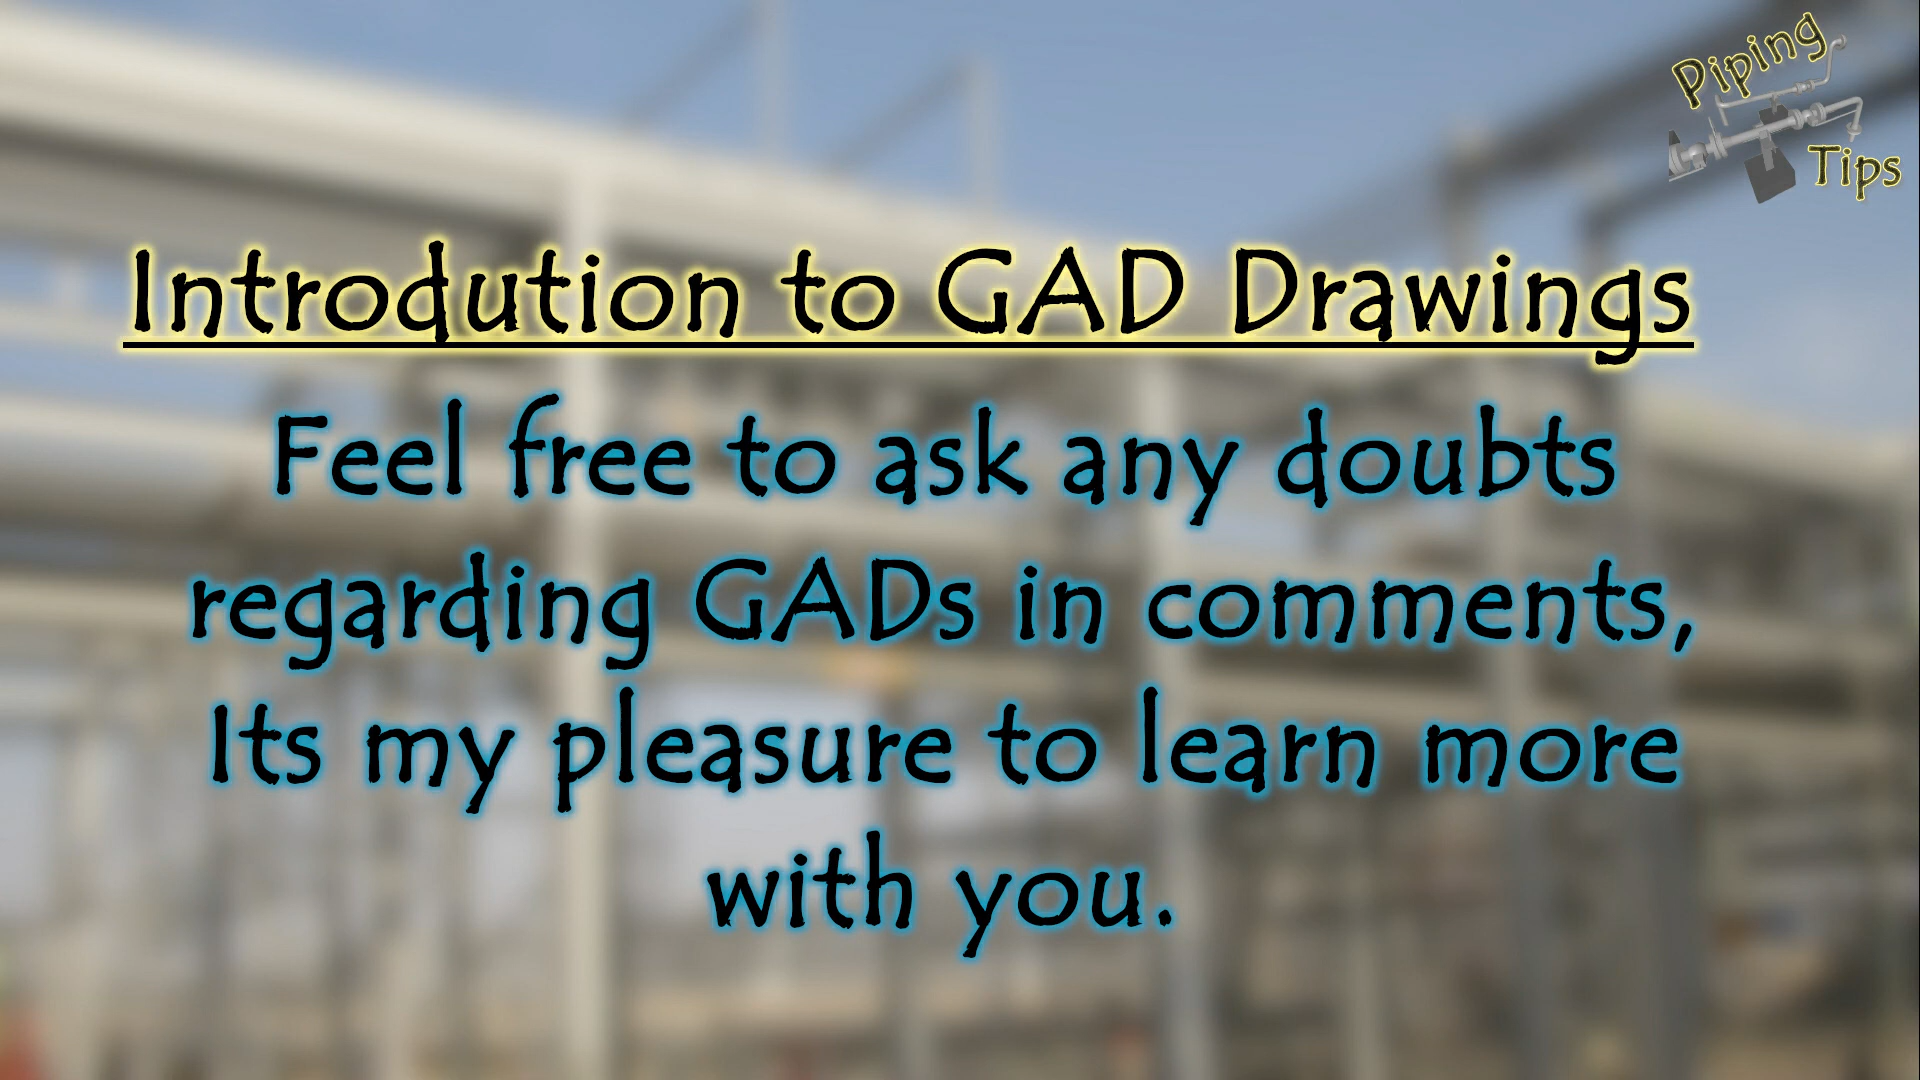 Piping
Tips
Introdution to GAD Drawings
Feel free to ask any doubts
regarding GADs in comments,
Its my pleasure to learn more
with you.